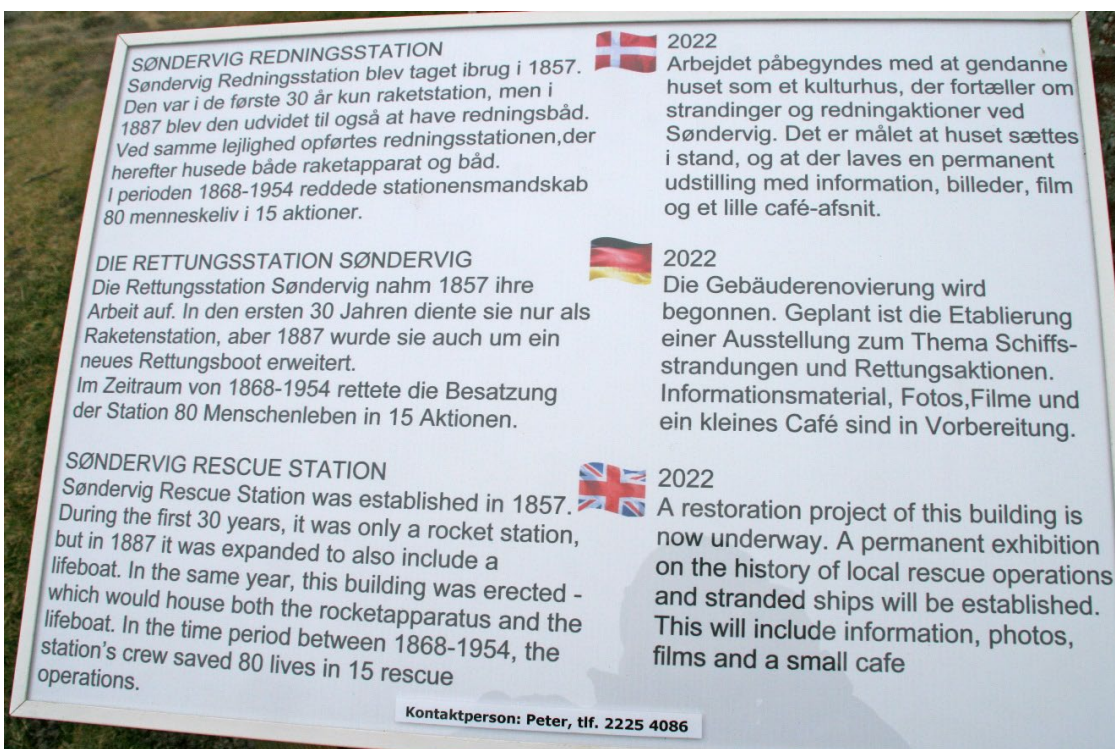 SØNDERVIG REDNINGSSTATION
Søndervig Redningsstation blev taget ibrug i 1857.
Den var i de første 30 år kun raketstation, men i
1887 blev den udvidet til også at have redningsbåd.
Ved samme lejlighed opførtes redningsstationen,der
herefter husede både raketapparat og båd.
I perioden 1868-1954 reddede stationensmandskab
80 menneskeliv i 15 aktioner.
2022
Arbejdet påbegyndes med at gendanne
huset som et kulturhus, der fortæller om
strandinger og redningaktioner ved
Søndervig. Det er målet at huset sættes
i stand, og at der laves en permanent
udstilling med information, billeder, film
og et lille café-afsnit.
DIE RETTUNGSSTATION SØNDERVIG
Die Rettungsstation Søndervig nahm 1857 ihre
Arbeit auf. In den ersten 30 Jahren diente sie nur als
Raketenstation, aber 1887 wurde sie auch um ein
neues Rettungsboot erweitert.
Im Zeitraum von 1868-1954 rettete die Besatzung
der Station 80 Menschenleben in 15 Aktionen.
2022
Die Gebäuderenovierung wird
begonnen. Geplant ist die Etablierung
einer Ausstellung zum Thema Schiffs-
strandungen und Rettungsaktionen.
Informationsmaterial, Fotos,Filme und
ein kleines Café sind in Vorbereitung.
SØNDERVIG RESCUE STATION
Søndervig Rescue Station was established in 1857.
During the first 30 years, it was only a rocket station,
but in 1887 it was expanded to also include a
lifeboat. In the same year, this building was erected -
which would house both the rocketapparatus and the
lifeboat. In the time period between 1868-1954, the
station's crew saved 80 lives in 15 rescue
operations.
2022
A restoration project of this building is
now underway. A permanent exhibition
on the history of local rescue operations
and stranded ships will be established.
This will include information, photos,
films and a small cafe
Kontaktperson: Peter, tlf. 2225 4086